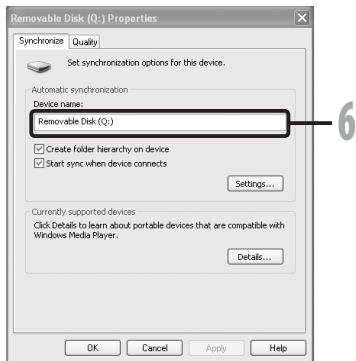 Removable Disk (Q:) Properties
Synchronize Quality
Set synchronization options for this device.
Automatic synchronization
Device name:
Removable Disk (Q:)
6
Create folder hierarchy on device
Start sync when device connects
Settings...
Currently supported devices
Click Details to learn about portable devices that are compatible with
Windows Media Player.
Details...
OK Cancel Apply Help